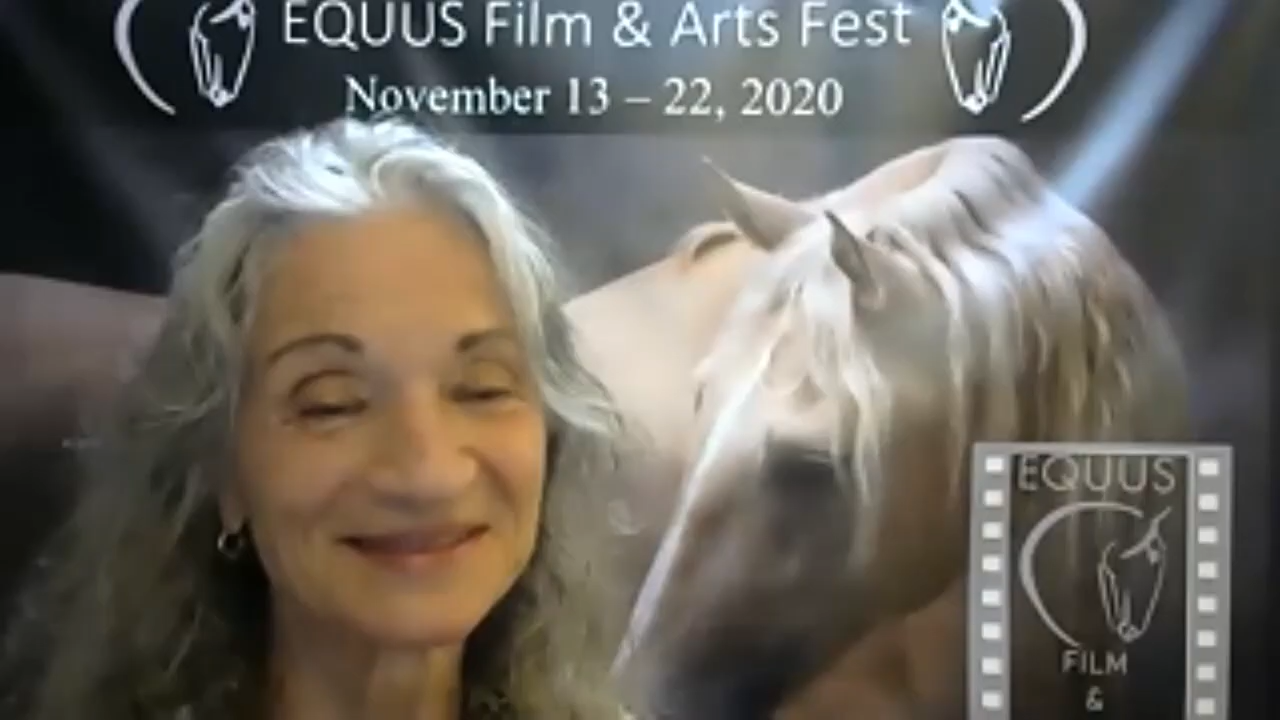 EQUUS Film & Arts Fest
November 13 – 22, 2020
EQUUS
FILM
&